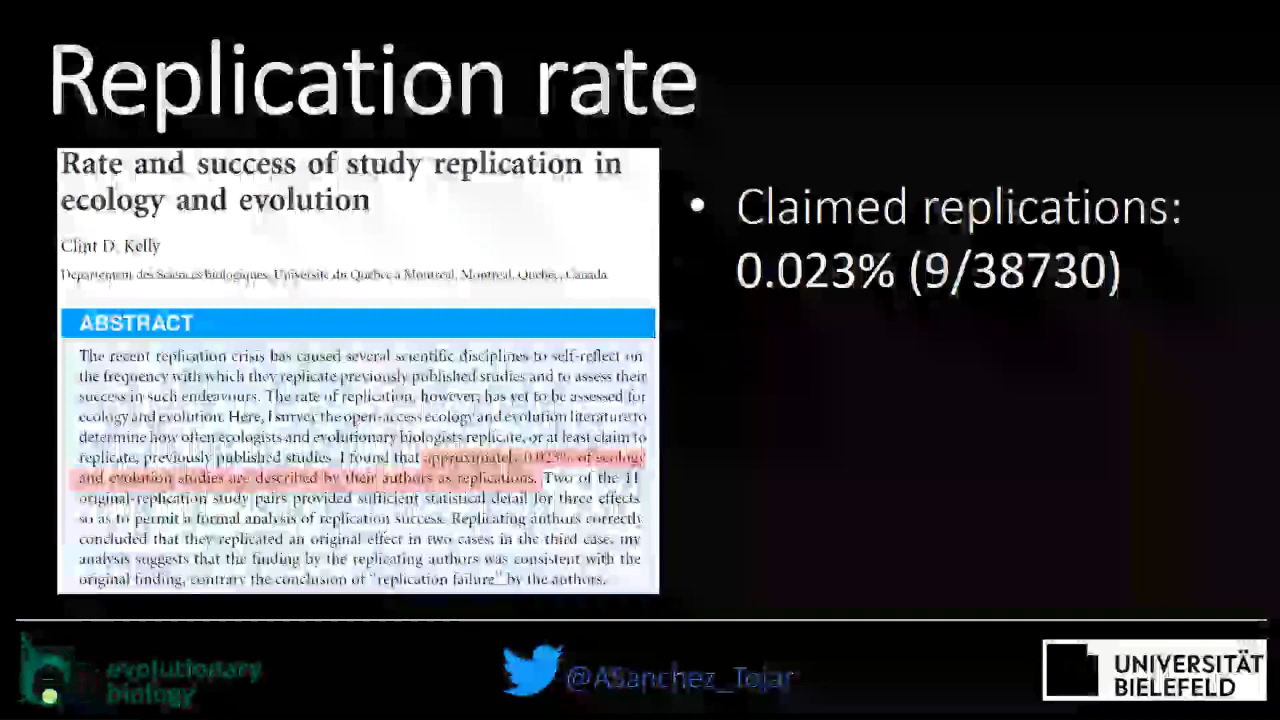 Replication rate
Rate and success of study replication in
ecology and evolution
Clint D. Kelly
Département des Sciences biologiques, Université du Québec à Montréal, Montreal, Quebec, Canada
ABSTRACT
The recent replication crisis has caused several scientific disciplines to self-reflect on
the frequency with which they replicate previously published studies and to assess their
success in such endeavours. The rate of replication, however, has yet to be assessed for
ecology and evolution. Here, I survey the open-access ecology and evolution literature to
determine how often ecologists and evolutionary biologists replicate, or at least claim to
replicate, previously published studies. I found that approximately 0.023% of ecology
and evolution studies are described by their authors as replications. Two of the 11
original-replication study pairs provided sufficient statistical detail for three effects
so as to permit a formal analysis of replication success. Replicating authors correctly
concluded that they replicated an original effect in two cases; in the third case, my
analysis suggests that the finding by the replicating authors was consistent with the
original finding, contrary the conclusion of "replication failure" by the authors.
• Claimed replications:
0.023% (9/38730)
evolutionary
biology
@ASanchez_Tojar
UNIVERSITÄT
BIELEFELD